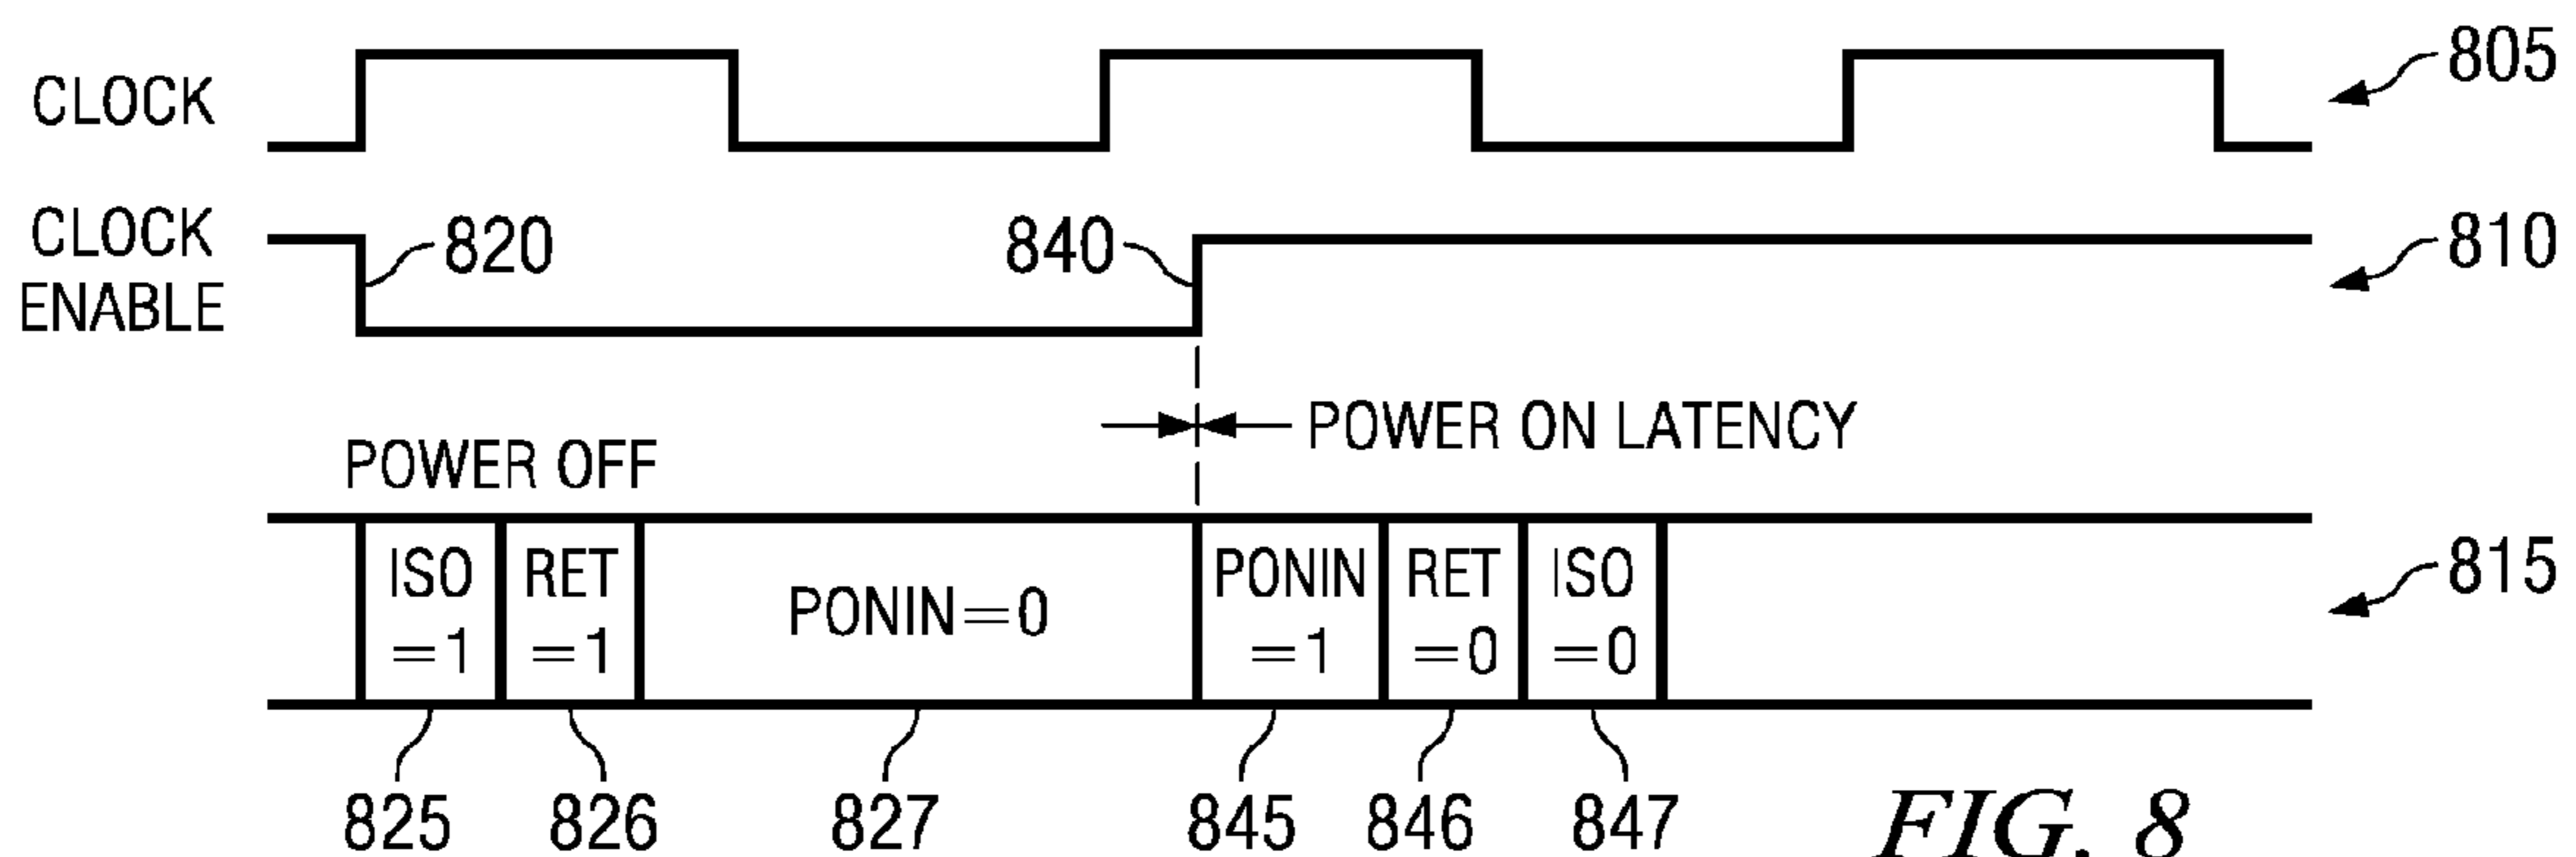 CLOCK
805
CLOCK
ENABLE
820
840
810
POWER ON LATENCY
POWER OFF
ISO
=1
RET
=1
PONIN=0
PONIN
=1
RET
=0
ISO
=0
815
825
826
827
845
846
847
FIG. 8